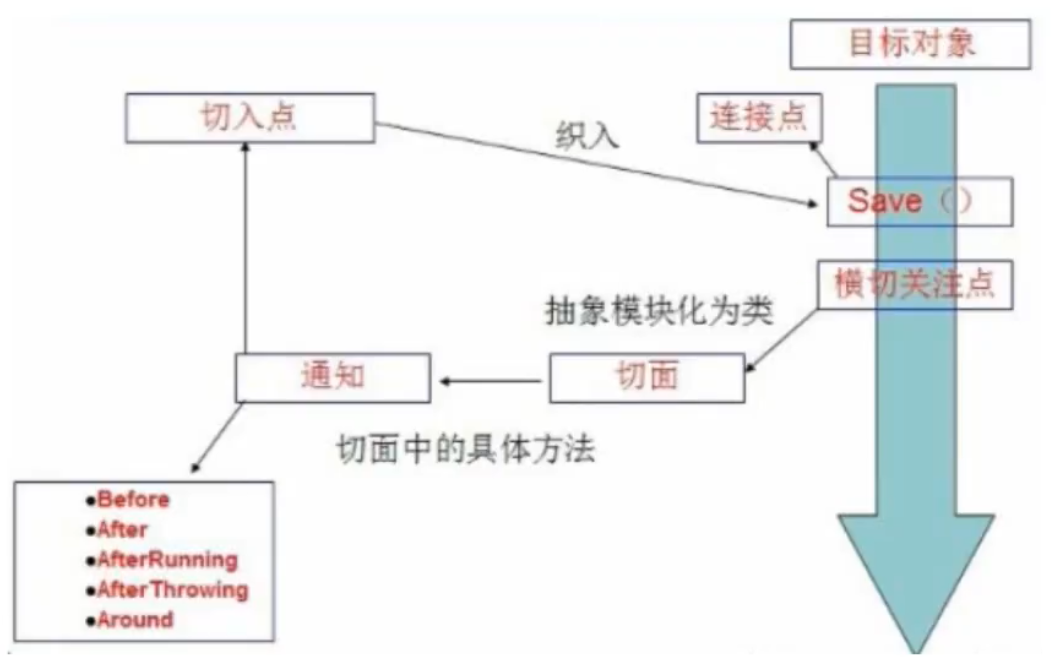 目标对象
切入点
连接点
织入
Save（）
横切关注点
抽象模块化为类
通知
切面
切面中的具体方法
●Before
●After
●AfterRunning
●AfterThrowing
●Around